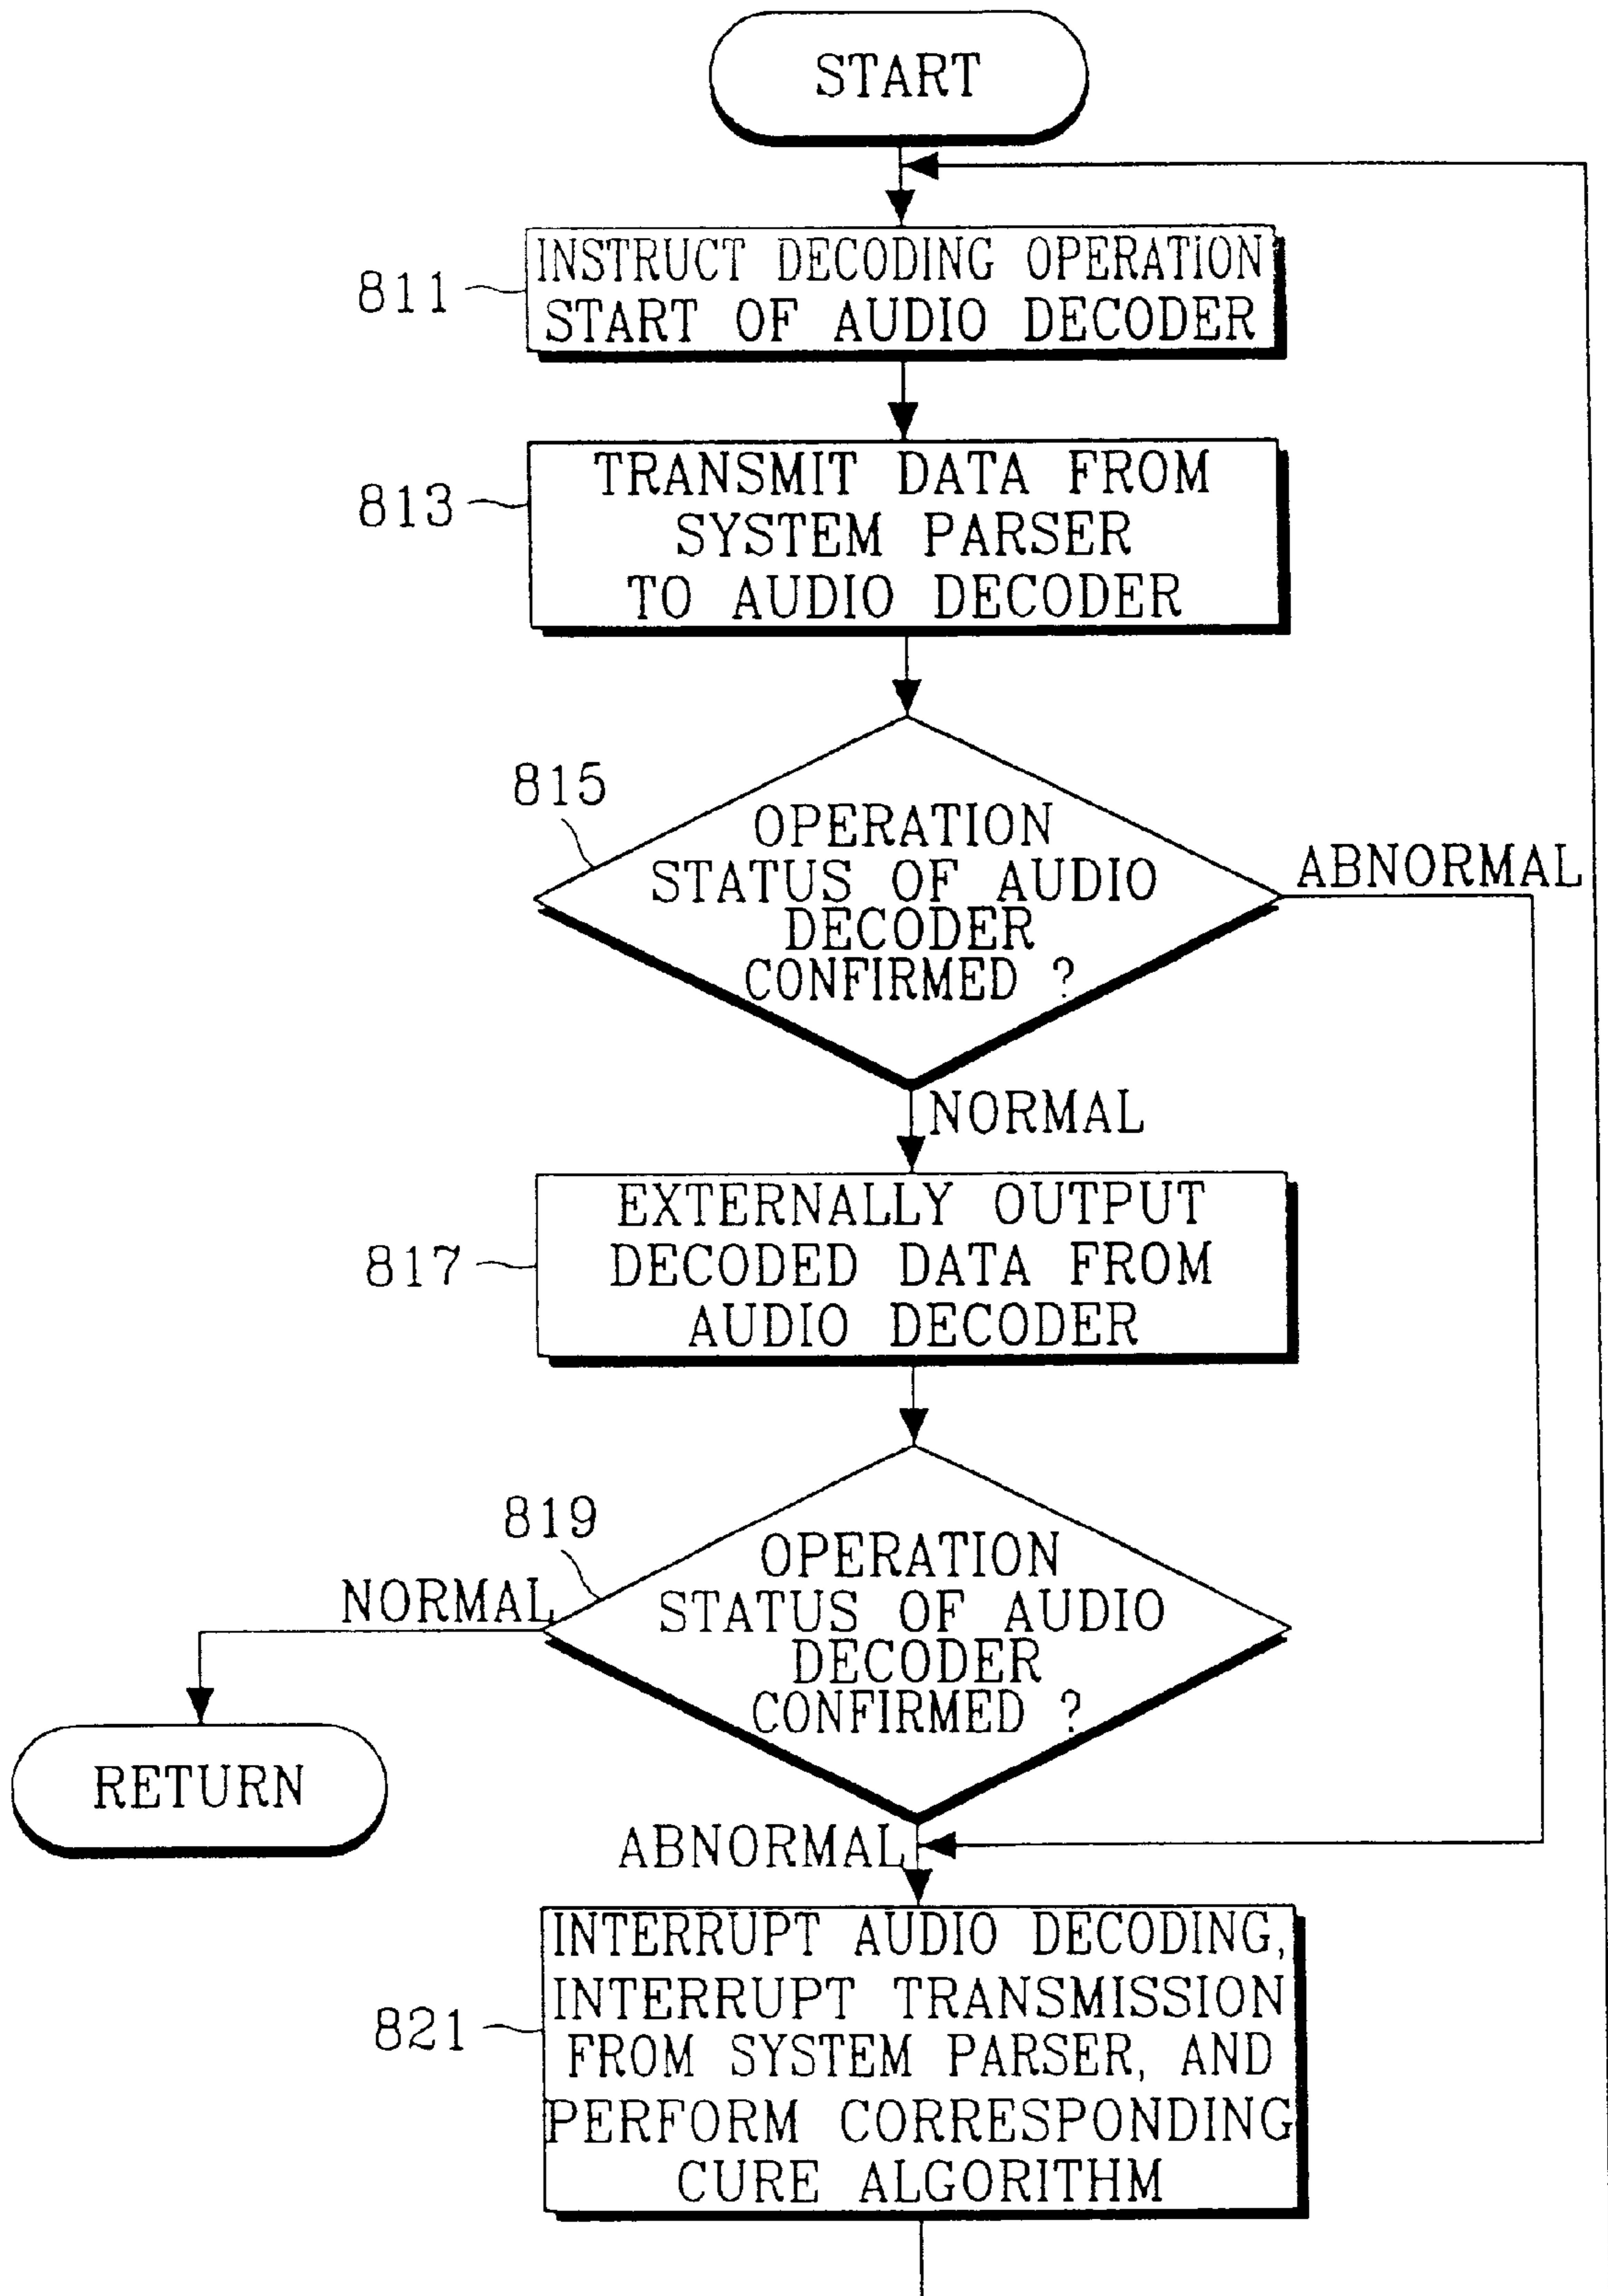 START
811
INSTRUCT DECODING OPERATION
START OF AUDIO DECODER
813
TRANSMIT DATA FROM
SYSTEM PARSER
TO AUDIO DECODER
815
OPERATION
STATUS OF AUDIO
DECODER
CONFIRMED ?
ABNORMAL
NORMAL
817
EXTERNALLY OUTPUT
DECODED DATA FROM
AUDIO DECODER
819
OPERATION
STATUS OF AUDIO
DECODER
CONFIRMED ?
NORMAL
RETURN
ABNORMAL
821
INTERRUPT AUDIO DECODING,
INTERRUPT TRANSMISSION
FROM SYSTEM PARSER, AND
PERFORM CORRESPONDING
CURE ALGORITHM